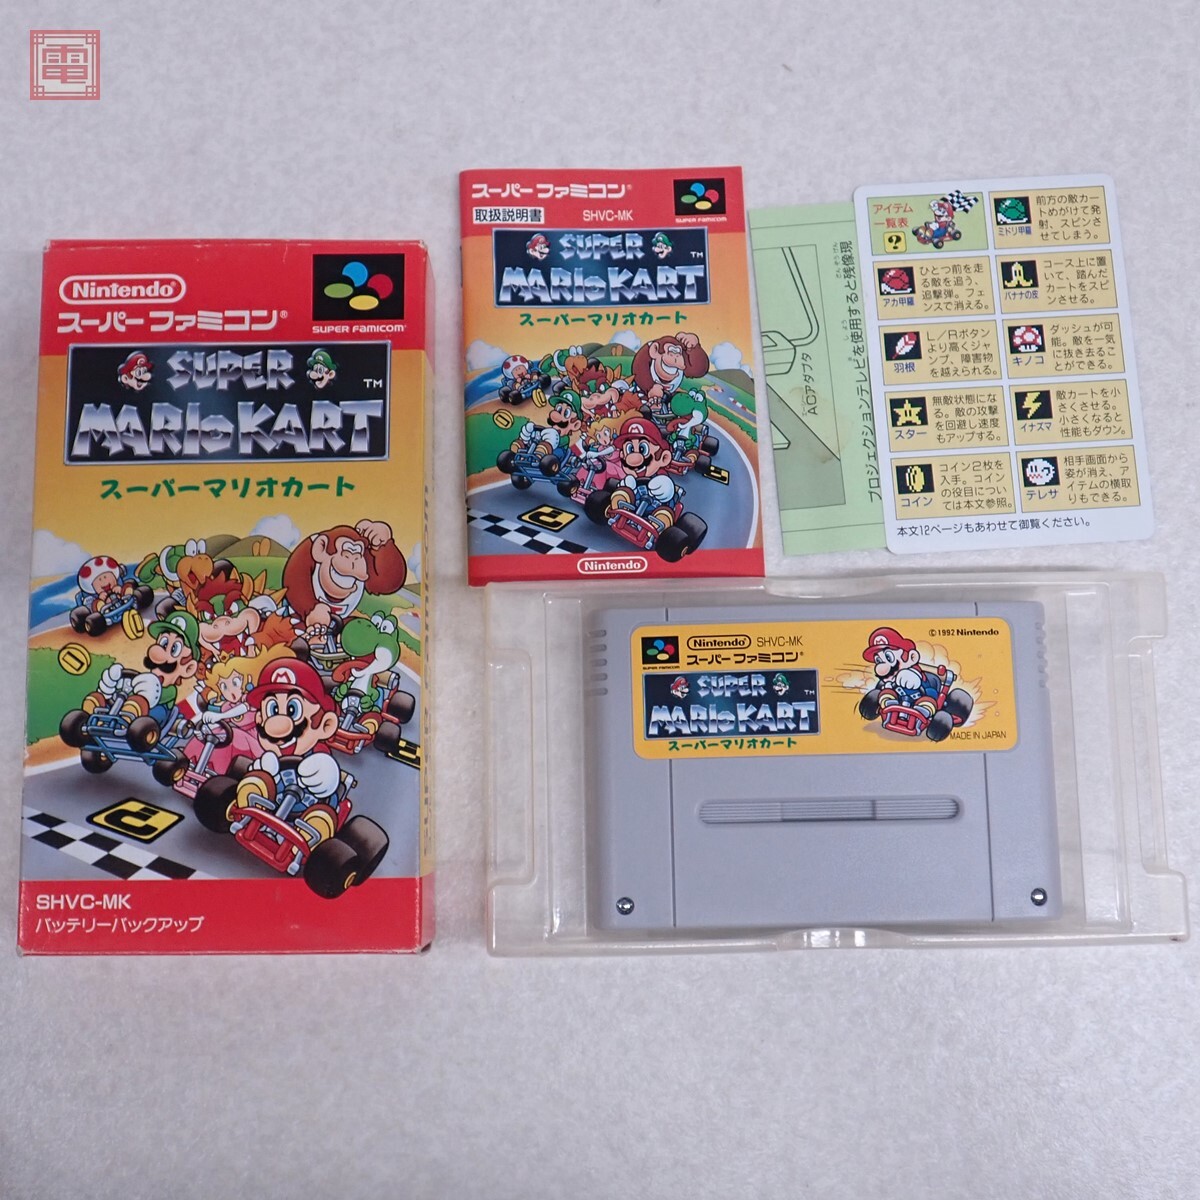 電
Nintendo
スーパーファミコン®
SUPER FAMICOM®
SUPER
MARIO KART
TM
スーパーマリオカート
SHVC-MK
バッテリーバックアップ
スーパーファミコン®
取扱説明書 SHVC-MK
SUPER FAMICOM
SUPER
MARIO KART
TM
スーパーマリオカート
Nintendo
ACアダプタ
プロジェクションテレビを使用すると残像現
アイテム
一覧表
?
ミドリ甲羅
前方の敵カー
トめがけて発
射、スピンさ
せてしまう。
アカ甲羅
ひとつ前を走
る敵を追う、
追撃弾。フェ
ンスで消える。
バナナの皮
コース上に置
いて、踏んだ
カートをスピ
ンさせる。
羽根
L/Rボタン
より高くジャ
ンプ、障害物
を越えられる。
キノコ
ダッシュが可
能。敵を一気
に抜き去るこ
とができる。
スター
無敵状態にな
る。敵の攻撃
を回避し速度
もアップする。
イナズマ
敵カートを小
さくさせる。
小さくなると
性能もダウン。
コイン
コイン2枚を
入手。コイン
の役目につい
ては本文参照。
テレサ
相手画面から
姿が消え、ア
イテムの横取
りもできる。
本文12ページもあわせて御覧ください。
Nintendo SHVC-MK
スーパーファミコン®
SUPER FAMICOM
SUPER
MARIO KART
TM
スーパーマリオカート
©1992 Nintendo
MADE IN JAPAN